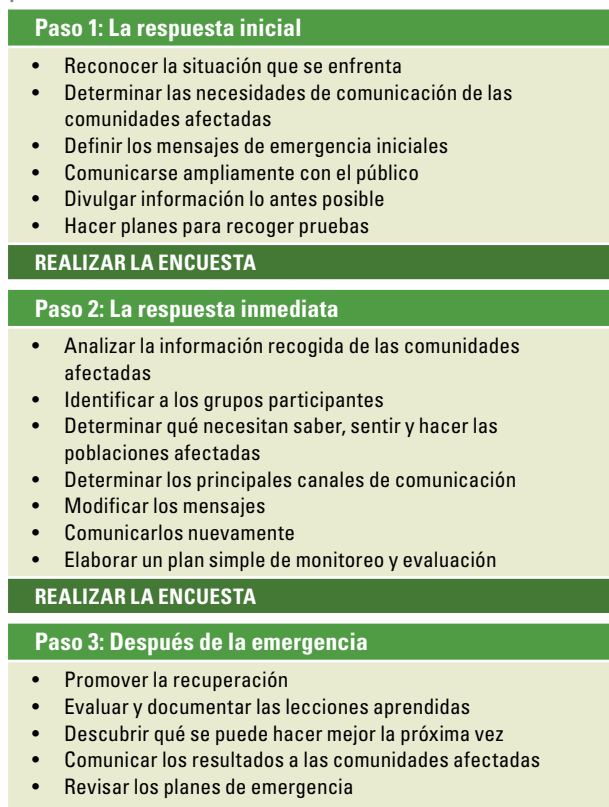 Paso 1: La respuesta inicial
• Reconocer la situación que se enfrenta
• Determinar las necesidades de comunicación de las
comunidades afectadas
• Definir los mensajes de emergencia iniciales
• Comunicarse ampliamente con el público
• Divulgar información lo antes posible
• Hacer planes para recoger pruebas
REALIZAR LA ENCUESTA
Paso 2: La respuesta inmediata
• Analizar la información recogida de las comunidades
afectadas
• Identificar a los grupos participantes
• Determinar qué necesitan saber, sentir y hacer las
poblaciones afectadas
• Determinar los principales canales de comunicación
• Modificar los mensajes
• Comunicarlos nuevamente
• Elaborar un plan simple de monitoreo y evaluación
REALIZAR LA ENCUESTA
Paso 3: Después de la emergencia
• Promover la recuperación
• Evaluar y documentar las lecciones aprendidas
• Descubrir qué se puede hacer mejor la próxima vez
• Comunicar los resultados a las comunidades afectadas
• Revisar los planes de emergencia